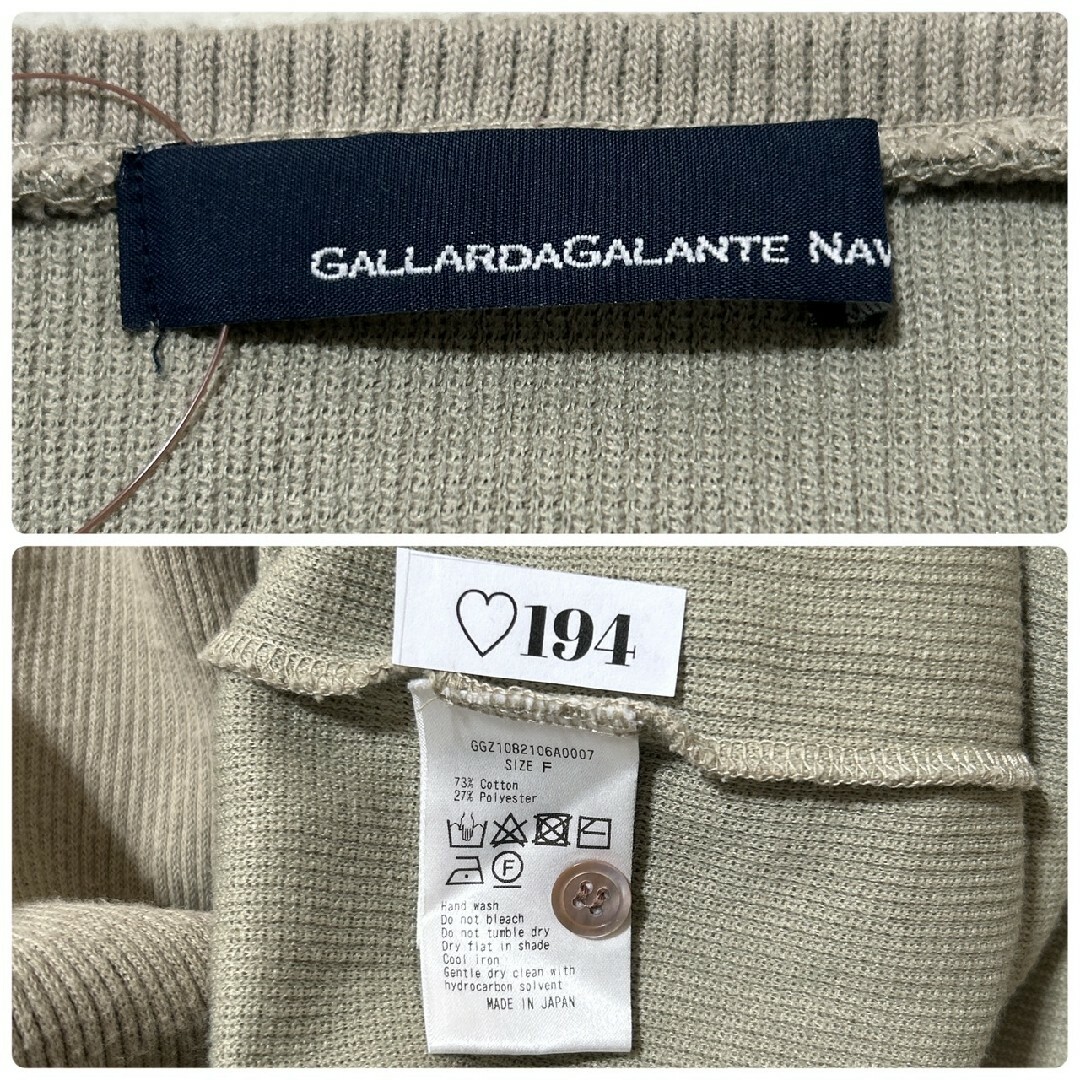 GALLARDAGALANTE NAV
♡194
GGZ1082106A0007
SIZE F
73% Cotton
27% Polyester
F
Hand wash
Do not bleach
Do not tumble dry
Dry flat in shade
Cool iron
Gentle dry clean with
hydrocarbon solvent
MADE IN JAPAN